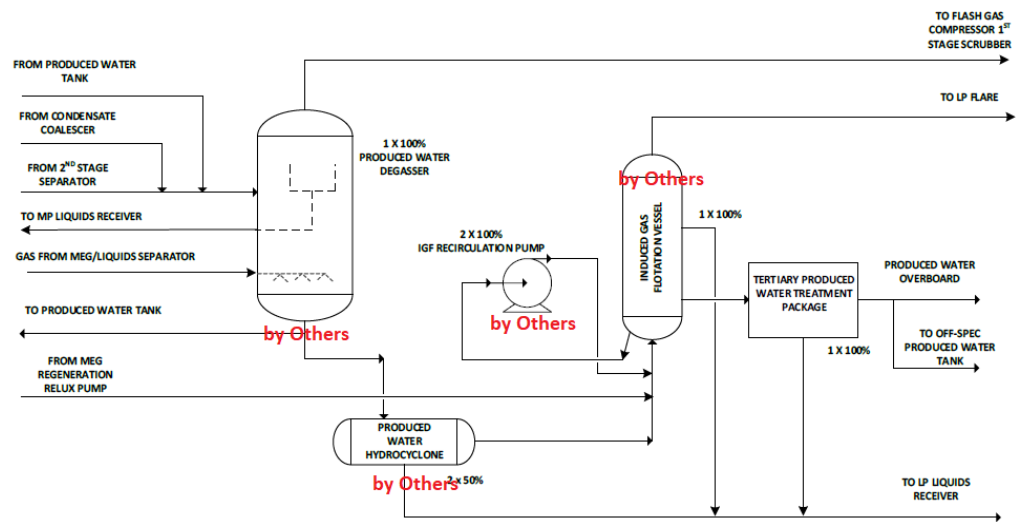 TO FLASH GAS
COMPRESSOR 1ST
STAGE SCRUBBER
FROM PRODUCED WATER
TANK
TO LP FLARE
FROM CONDENSATE
COALESCER
1 X 100%
PRODUCED WATER
DEGASSER
FROM 2ND STAGE
SEPARATOR
by Others
TO MP LIQUIDS RECEIVER
1 X 100%
2 X 100%
IGF RECIRCULATION PUMP
INDUCED GAS
FLOTATION VESSEL
GAS FROM MEG/LIQUIDS SEPARATOR
TERTIARY PRODUCED
WATER TREATMENT
PACKAGE
PRODUCED WATER
OVERBOARD
TO PRODUCED WATER TANK
by Others
by Others
TO OFF-SPEC
PRODUCED WATER
TANK
1 X 100%
FROM MEG
REGENERATION
RELUX PUMP
PRODUCED
WATER
HYDROCYCLONE
by Others
2 x 50%
TO LP LIQUIDS
RECEIVER